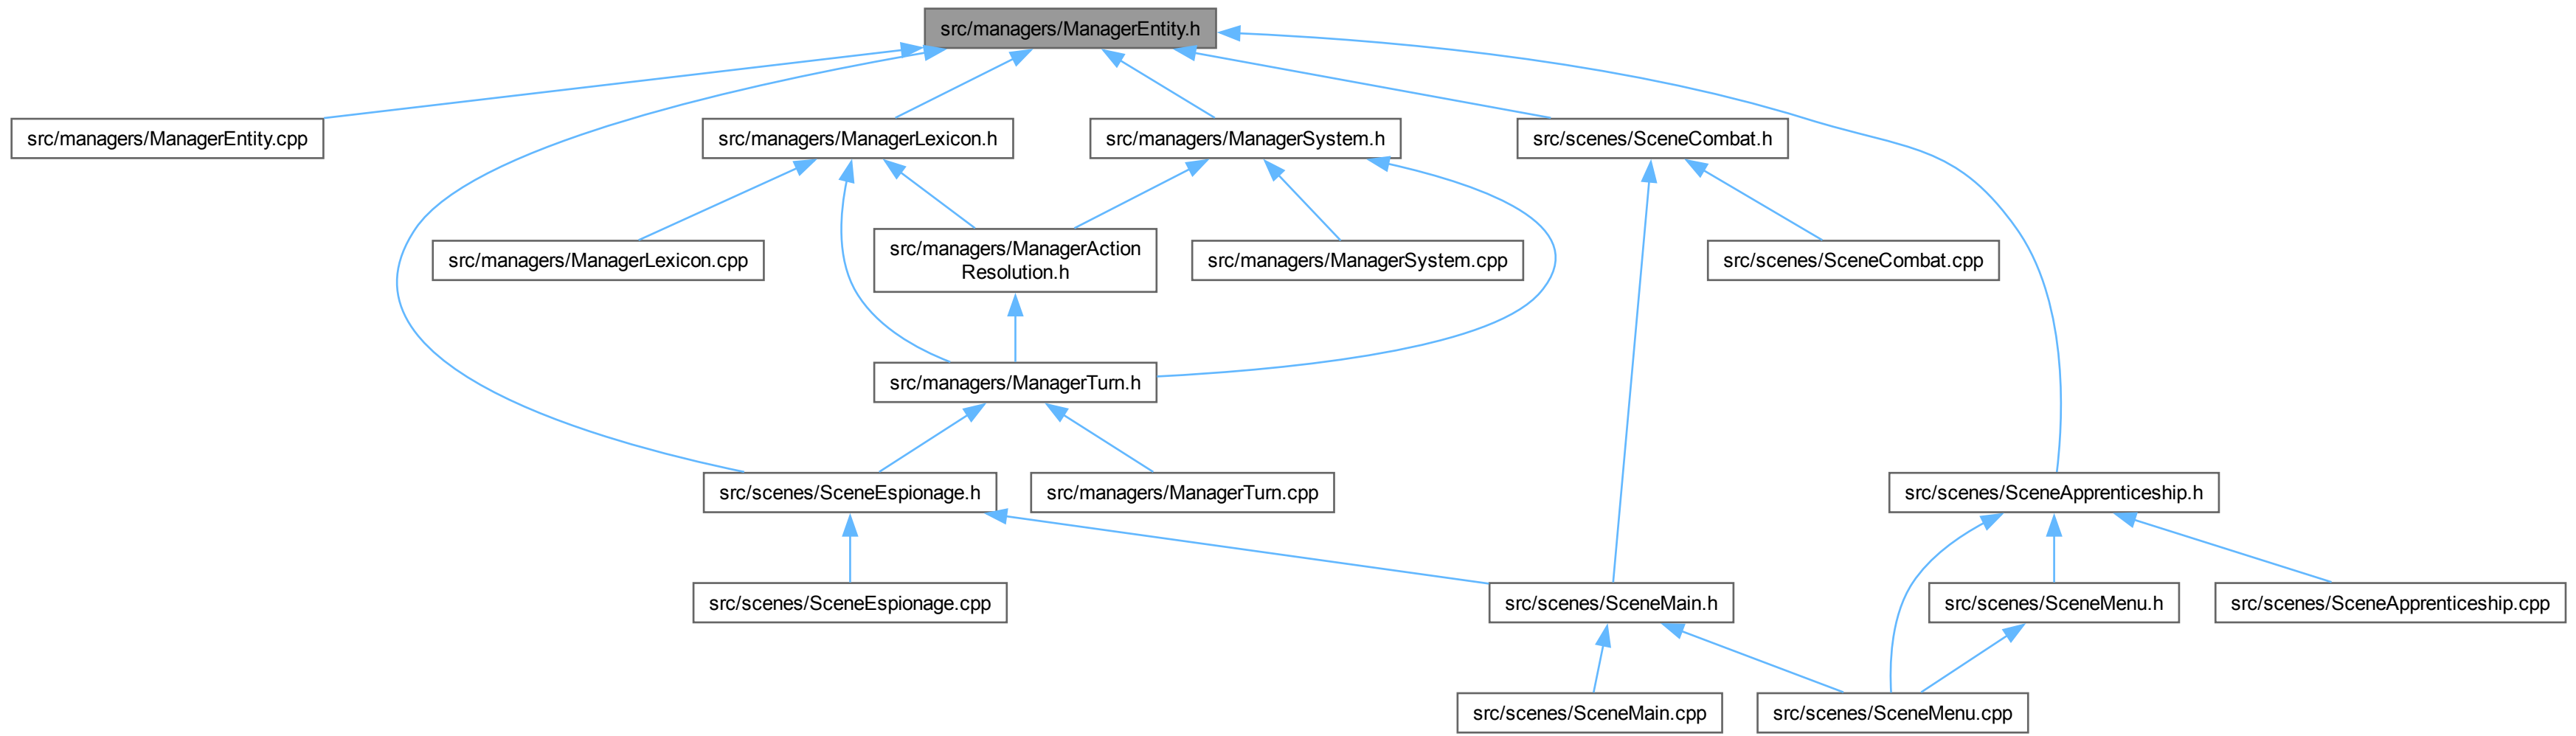 src/managers/ManagerEntity.h
src/managers/ManagerEntity.cpp
src/managers/ManagerLexicon.h
src/managers/ManagerSystem.h
src/scenes/SceneCombat.h
src/managers/ManagerLexicon.cpp
src/managers/ManagerAction
Resolution.h
src/managers/ManagerSystem.cpp
src/scenes/SceneCombat.cpp
src/managers/ManagerTurn.h
src/scenes/SceneEspionage.h
src/managers/ManagerTurn.cpp
src/scenes/SceneApprenticeship.h
src/scenes/SceneEspionage.cpp
src/scenes/SceneMain.h
src/scenes/SceneMenu.h
src/scenes/SceneApprenticeship.cpp
src/scenes/SceneMain.cpp
src/scenes/SceneMenu.cpp